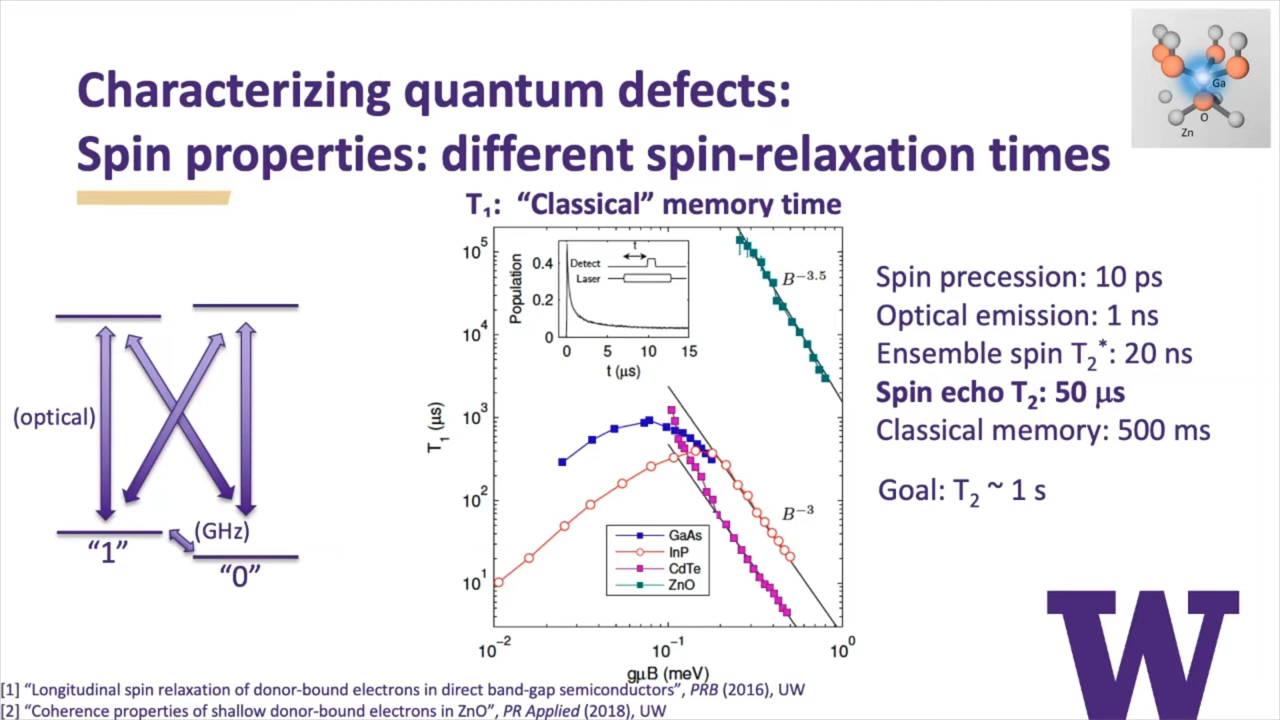 Characterizing quantum defects:
Spin properties: different spin-relaxation times
Ga
O
Zn
T₁: “Classical” memory time
(optical)
(GHz)
“1”
“0”
T₁ (μs)
10⁵
10⁴
10³
10²
10¹
10⁻²
10⁻¹
10⁰
gμB (meV)
Population
0.4
0.2
0
0
5
10
15
t (μs)
t
Detect
Laser
B⁻³·⁵
B⁻³
GaAs
InP
CdTe
ZnO
Spin precession: 10 ps
Optical emission: 1 ns
Ensemble spin T₂*: 20 ns
Spin echo T₂: 50 μs
Classical memory: 500 ms
Goal: T₂ ~ 1 s
W
[1] “Longitudinal spin relaxation of donor-bound electrons in direct band-gap semiconductors”, PRB (2016), UW
[2] “Coherence properties of shallow donor-bound electrons in ZnO”, PR Applied (2018), UW